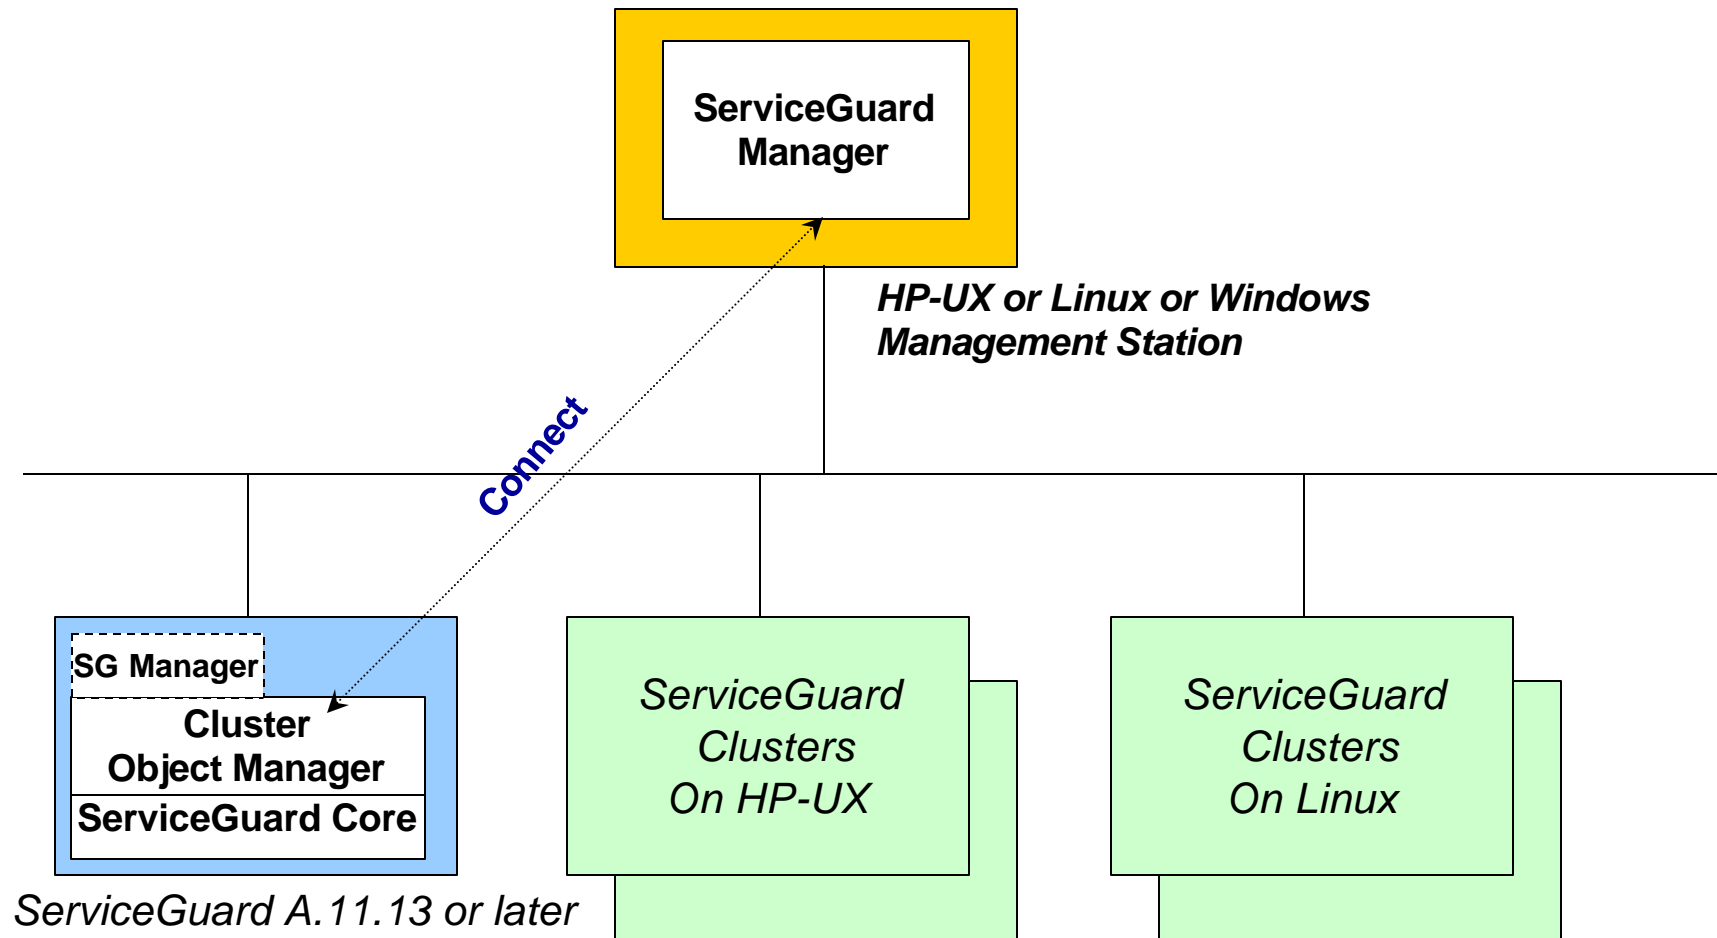 ServiceGuard
Manager
HP-UX or Linux or Windows
Management Station
Connect
SG Manager
Cluster
Object Manager
ServiceGuard Core
ServiceGuard A.11.13 or later
ServiceGuard
Clusters
On HP-UX
ServiceGuard
Clusters
On Linux